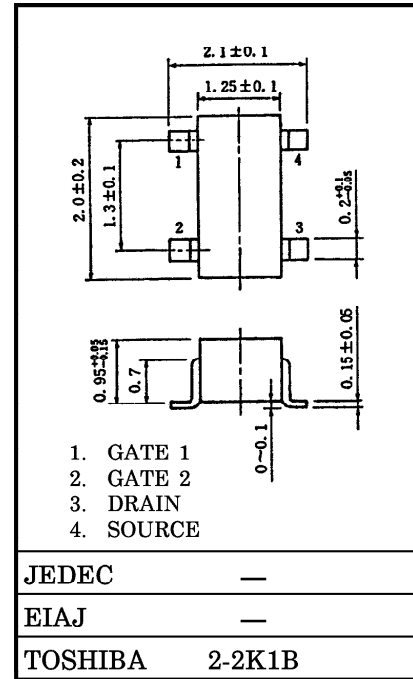 2.1±0.1
1.25±0.1
1
4
2.0±0.2
1.3±0.1
0.2+0.1-0.05
2
3
0.95+0.05-0.15
0.7
0~0.1
0.15±0.05
1. GATE 1
2. GATE 2
3. DRAIN
4. SOURCE
JEDEC —
EIAJ —
TOSHIBA 2-2K1B